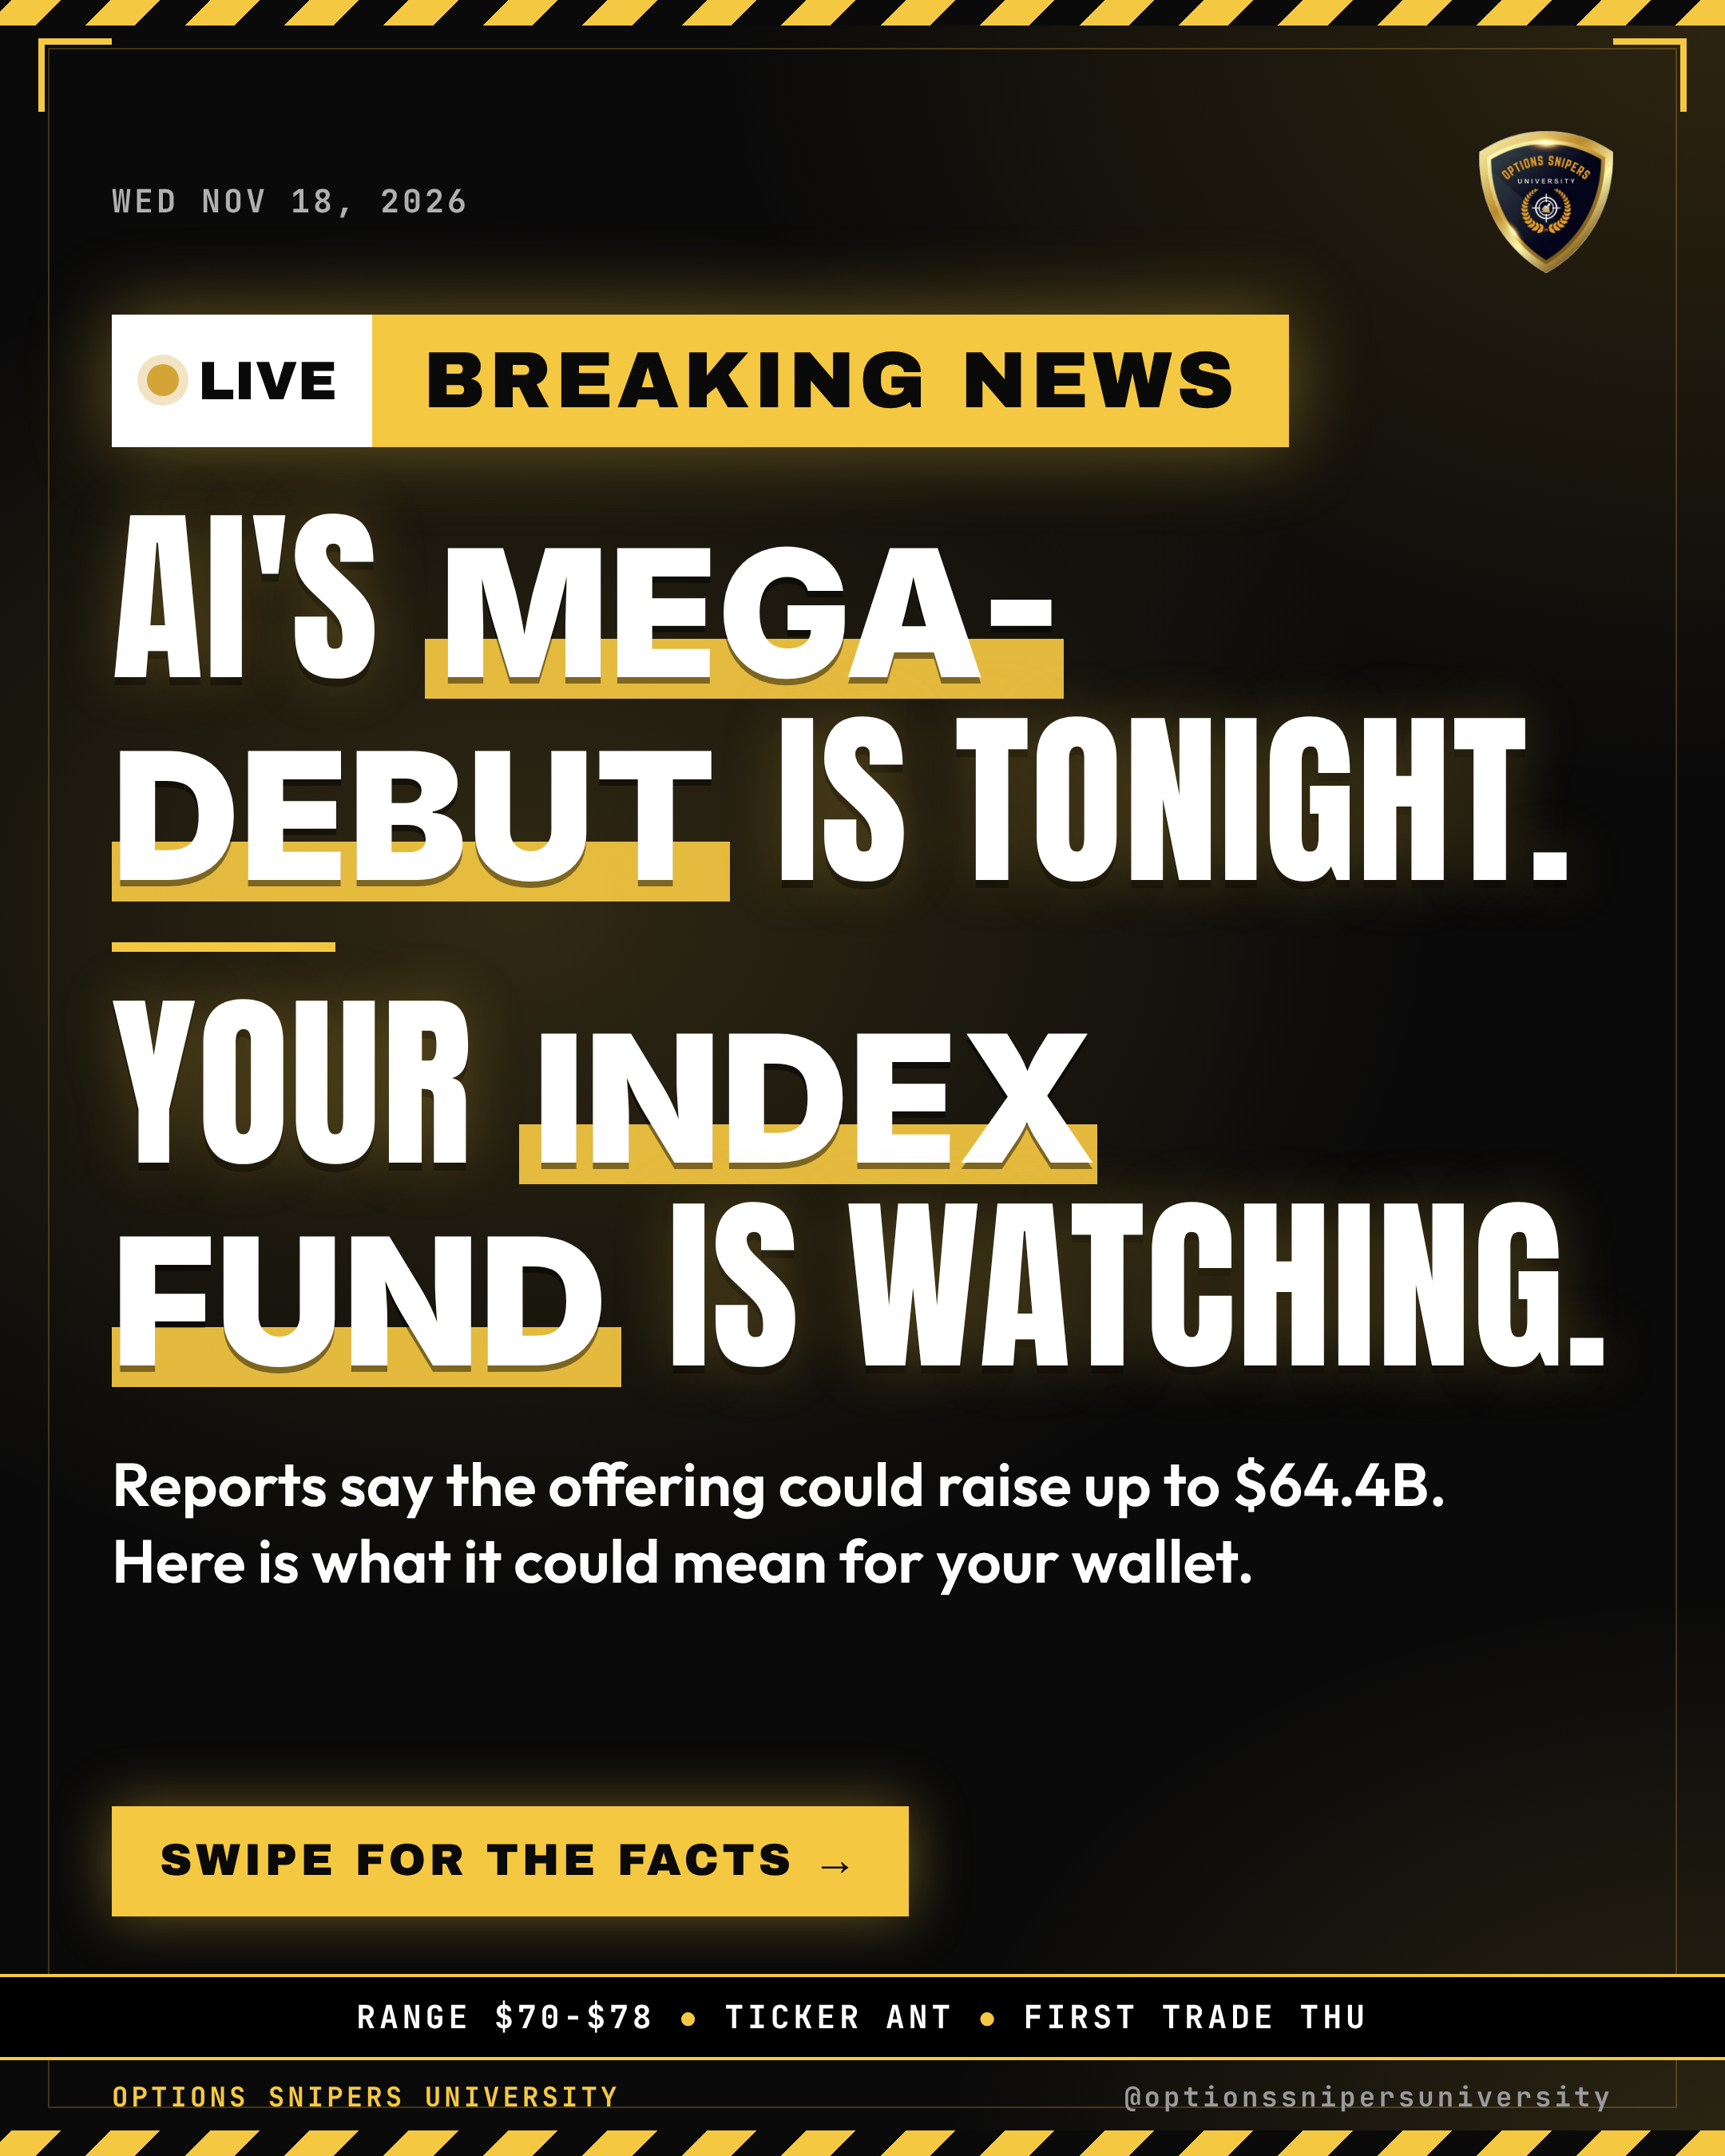 WED NOV 18, 2026
OPTIONS SNIPERS
UNIVERSITY
LIVE
BREAKING NEWS
AI'S MEGA-
DEBUT IS TONIGHT.
YOUR INDEX
FUND IS WATCHING.
Reports say the offering could raise up to $64.4B.
Here is what it could mean for your wallet.
SWIPE FOR THE FACTS →
RANGE $70-$78 ● TICKER ANT ● FIRST TRADE THU
OPTIONS SNIPERS UNIVERSITY
@optionssnipersuniversity